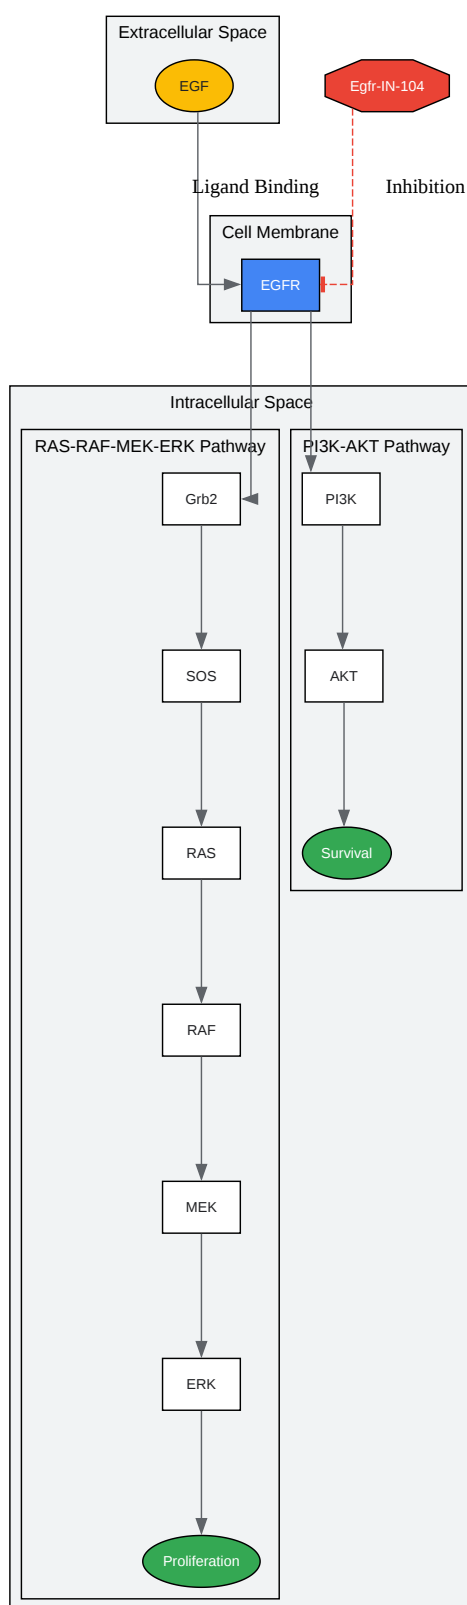 Extracellular Space
EGF
Egfr-IN-104
Ligand Binding
Inhibition
Cell Membrane
EGFR
Intracellular Space
RAS-RAF-MEK-ERK Pathway
PI3K-AKT Pathway
Grb2
PI3K
SOS
AKT
RAS
Survival
RAF
MEK
ERK
Proliferation